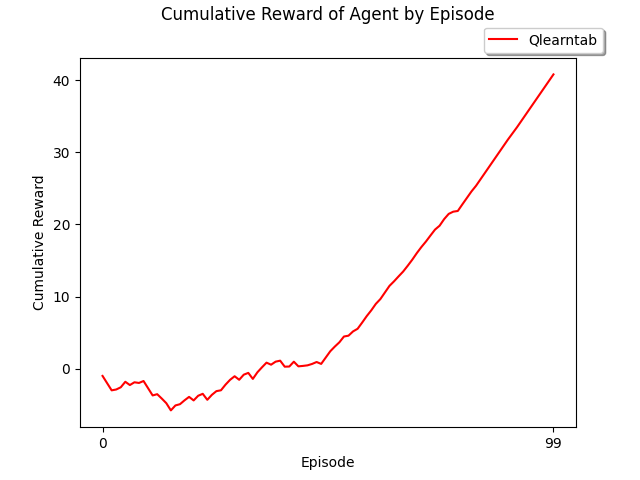 Cumulative Reward of Agent by Episode
Qlearntab
40
30
20
10
0
Cumulative Reward
0 99
Episode